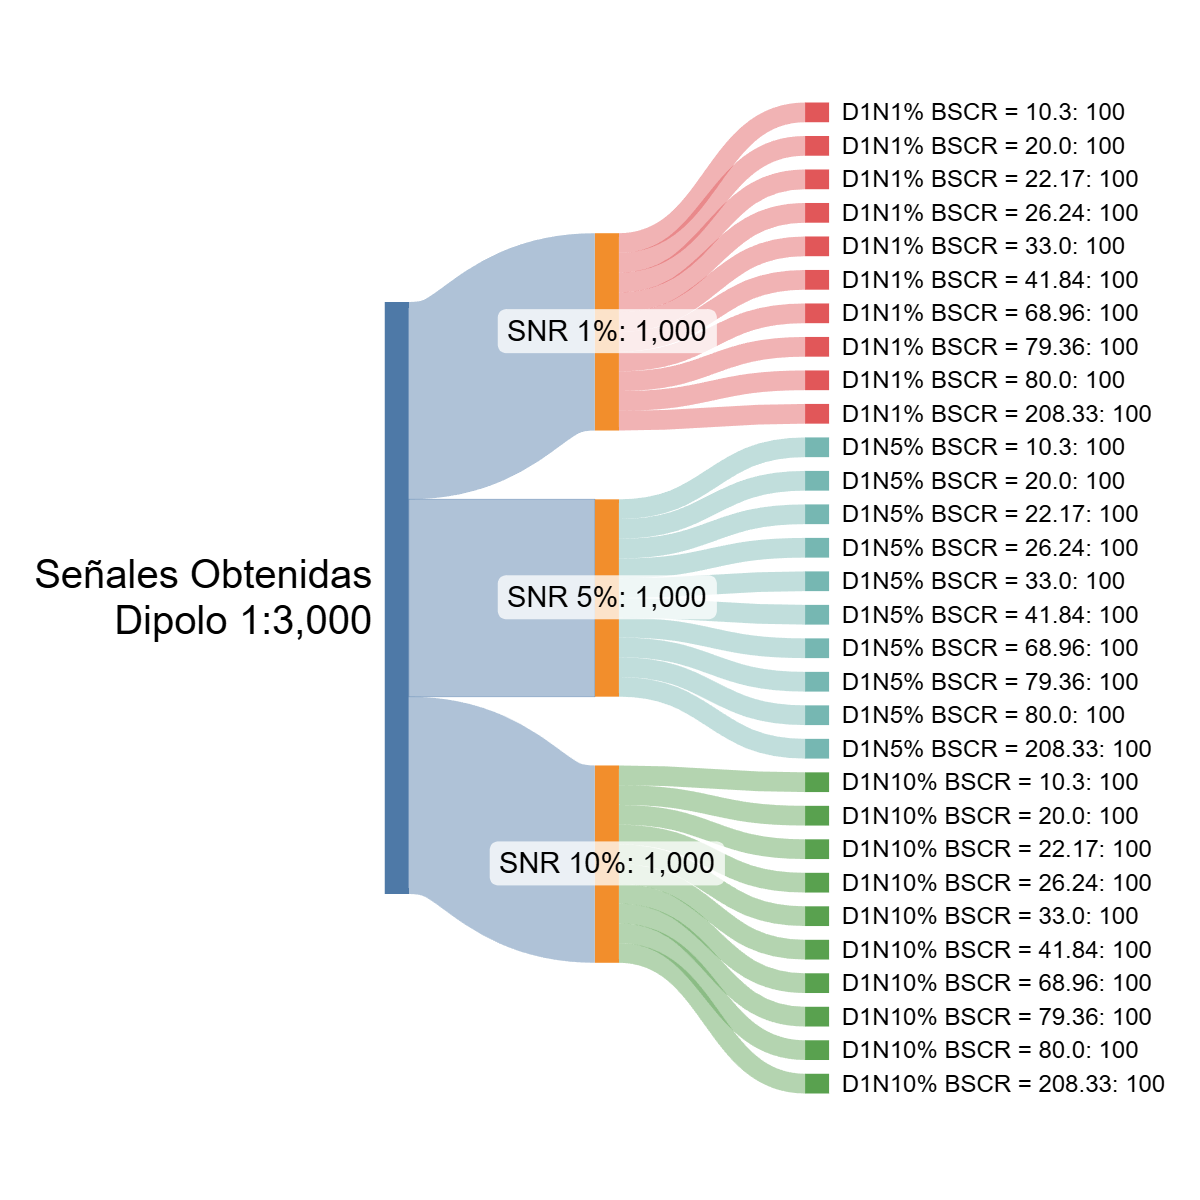 Señales Obtenidas
Dipolo 1:3,000
SNR 1%: 1,000
SNR 5%: 1,000
SNR 10%: 1,000
D1N1% BSCR = 10.3: 100
D1N1% BSCR = 20.0: 100
D1N1% BSCR = 22.17: 100
D1N1% BSCR = 26.24: 100
D1N1% BSCR = 33.0: 100
D1N1% BSCR = 41.84: 100
D1N1% BSCR = 68.96: 100
D1N1% BSCR = 79.36: 100
D1N1% BSCR = 80.0: 100
D1N1% BSCR = 208.33: 100
D1N5% BSCR = 10.3: 100
D1N5% BSCR = 20.0: 100
D1N5% BSCR = 22.17: 100
D1N5% BSCR = 26.24: 100
D1N5% BSCR = 33.0: 100
D1N5% BSCR = 41.84: 100
D1N5% BSCR = 68.96: 100
D1N5% BSCR = 79.36: 100
D1N5% BSCR = 80.0: 100
D1N5% BSCR = 208.33: 100
D1N10% BSCR = 10.3: 100
D1N10% BSCR = 20.0: 100
D1N10% BSCR = 22.17: 100
D1N10% BSCR = 26.24: 100
D1N10% BSCR = 33.0: 100
D1N10% BSCR = 41.84: 100
D1N10% BSCR = 68.96: 100
D1N10% BSCR = 79.36: 100
D1N10% BSCR = 80.0: 100
D1N10% BSCR = 208.33: 100